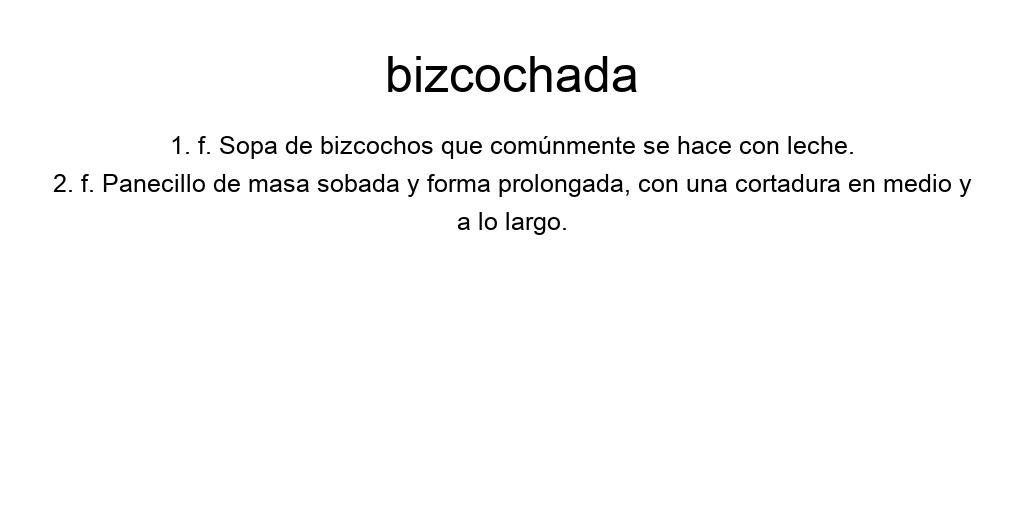 bizcochada
1. f. Sopa de bizcochos que comúnmente se hace con leche.
2. f. Panecillo de masa sobada y forma prolongada, con una cortadura en medio y
a lo largo.